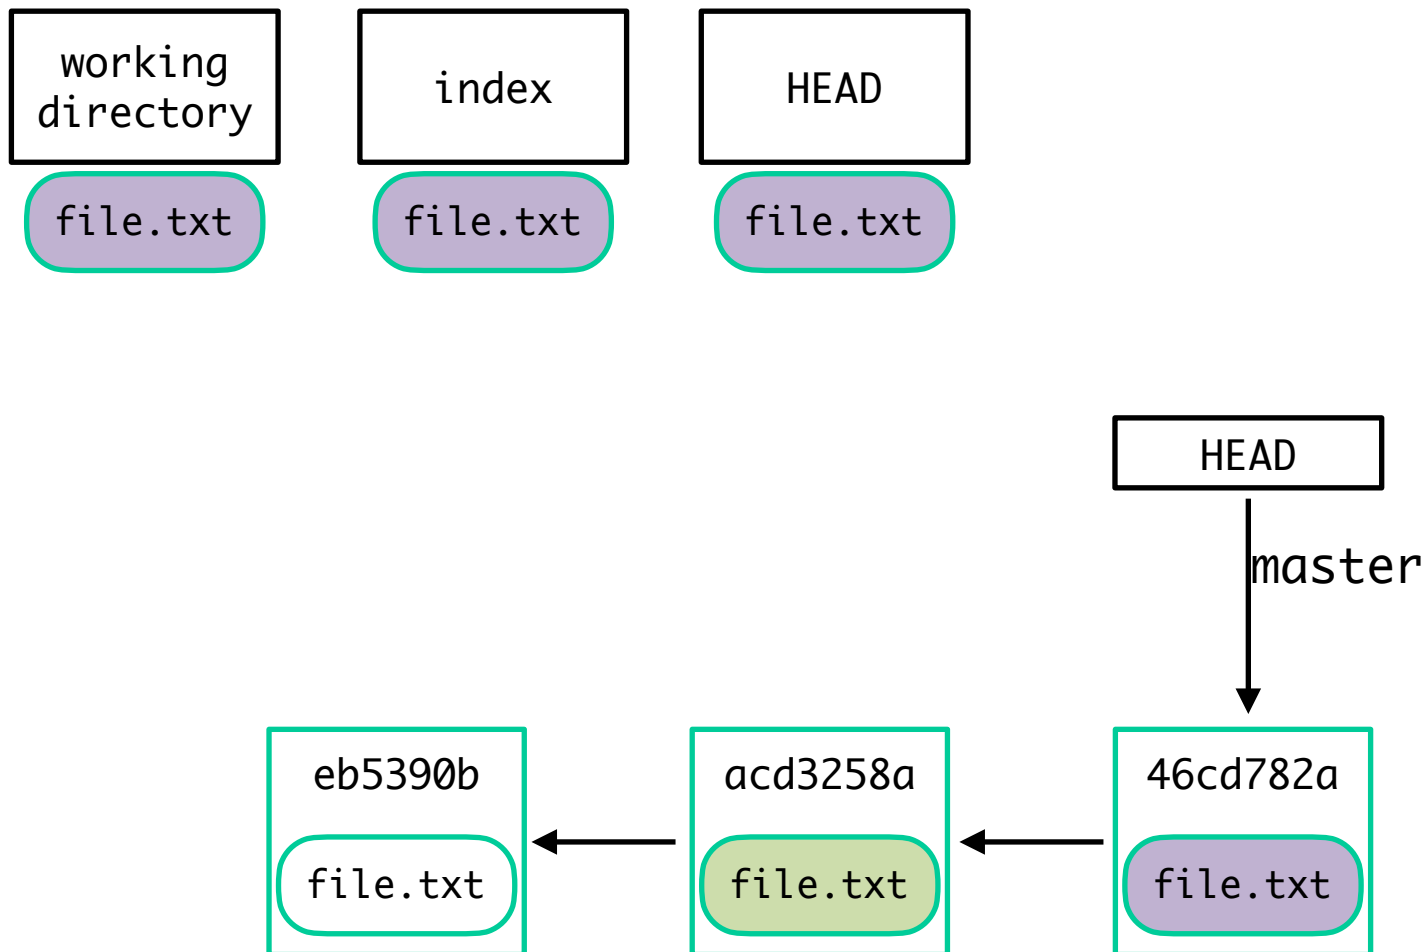 working
directory
index
HEAD
file.txt
file.txt
file.txt
HEAD
master
eb5390b
acd3258a
46cd782a
file.txt
file.txt
file.txt